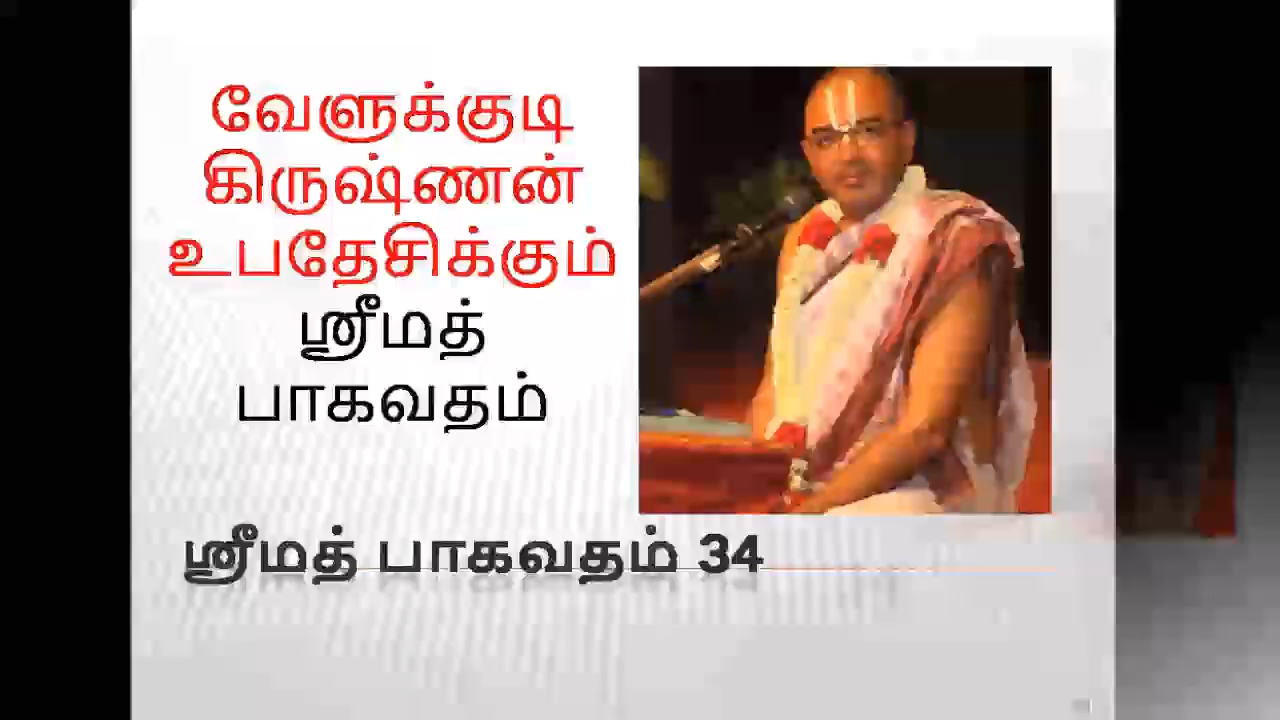 வேளுக்குடி
கிருஷ்ணன்
உபதேசிக்கும்
ஸ்ரீமத்
பாகவதம்
ஸ்ரீமத் பாகவதம் 34